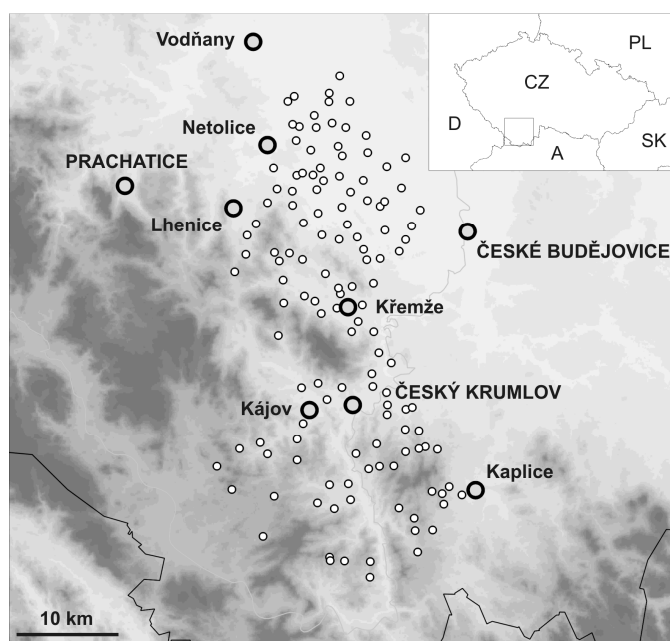 Vodňany
PL
CZ
Netolice
D
SK
A
PRACHATICE
Lhenice
ČESKÉ BUDĚJOVICE
Křemže
ČESKÝ KRUMLOV
Kájov
Kaplice
10 km